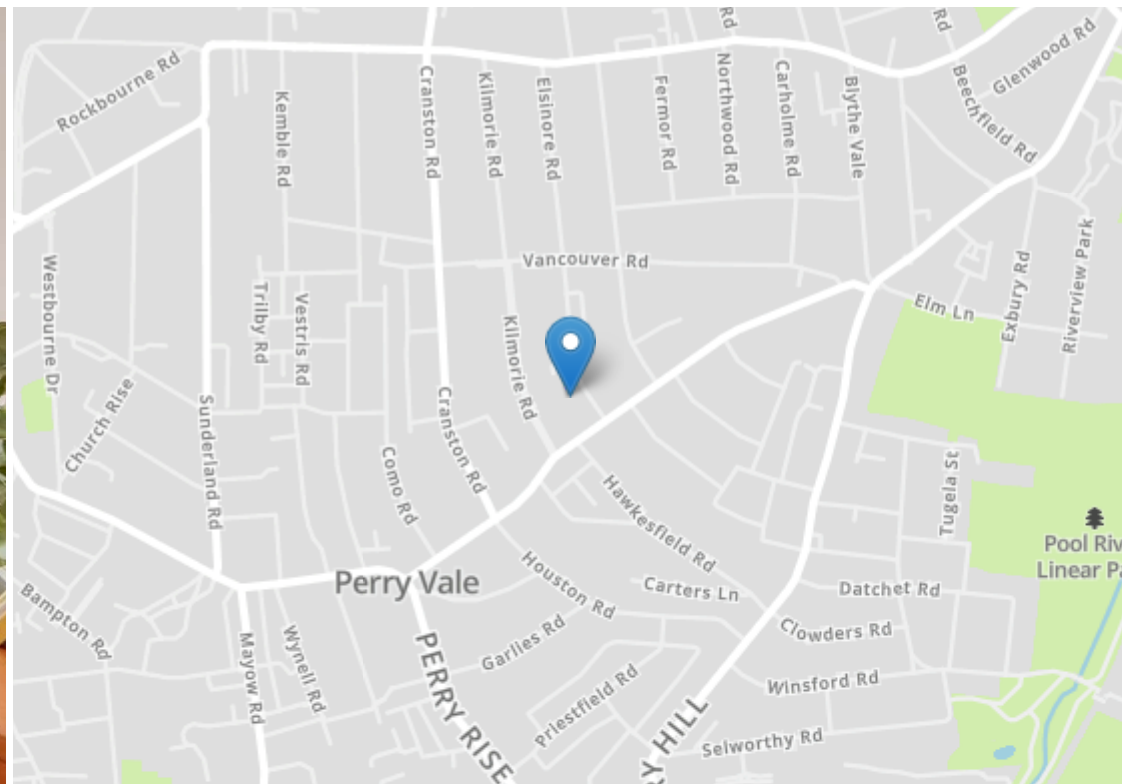 Rockbourne Rd
Kemble Rd
Cranston Rd
Kilmorie Rd
Elsinore Rd
Fermor Rd
Northwood Rd
Rd
Carholme Rd
Blythe Vale
Rd
Beechfield Rd
Glenwood Rd
Westbourne Dr
Trilby Rd
Vestris Rd
Vancouver Rd
Kilmorie Rd
Elm Ln
Exbury Rd
Riverview Park
Church Rise
Sunderland Rd
Como Rd
Cranston Rd
Hawkesfield Rd
Tugela St
Pool Riv
Linear Pa
Perry Vale
Houston Rd
Carters Ln
Datchet Rd
Bampton Rd
Mayow Rd
Wynell Rd
PERRY RISE
Garlies Rd
Clowders Rd
Priestfield Rd
Winsford Rd
Y HILL
Selworthy Rd